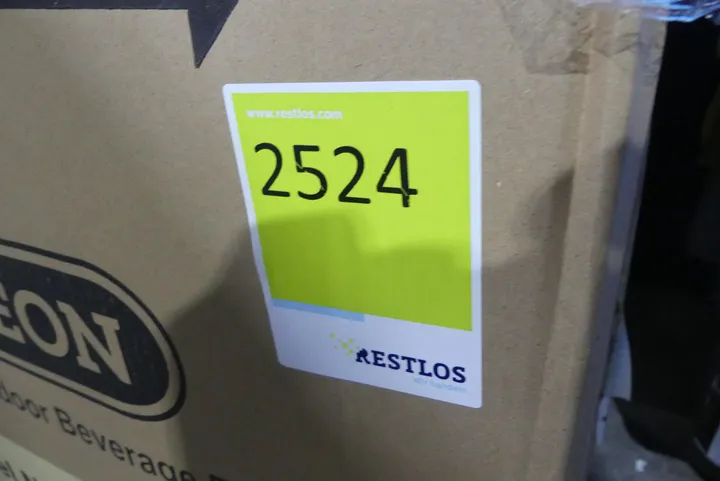 www.restlos.com
2524
RESTLOS
EON
door Beverage